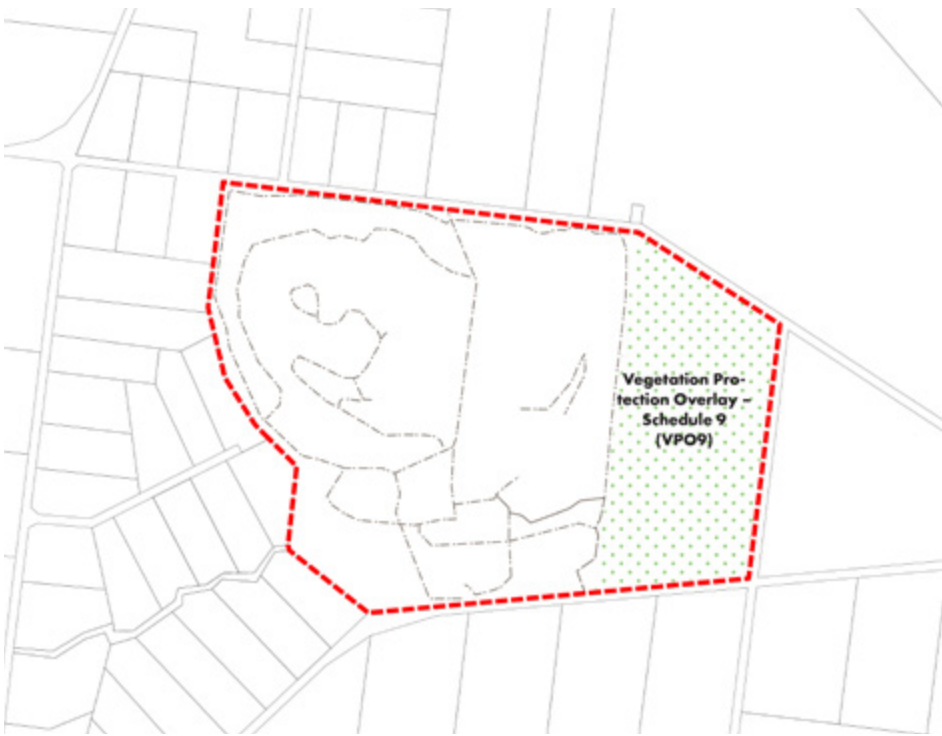 Vegetation Pro-
tection Overlay –
Schedule 9
(VPO9)